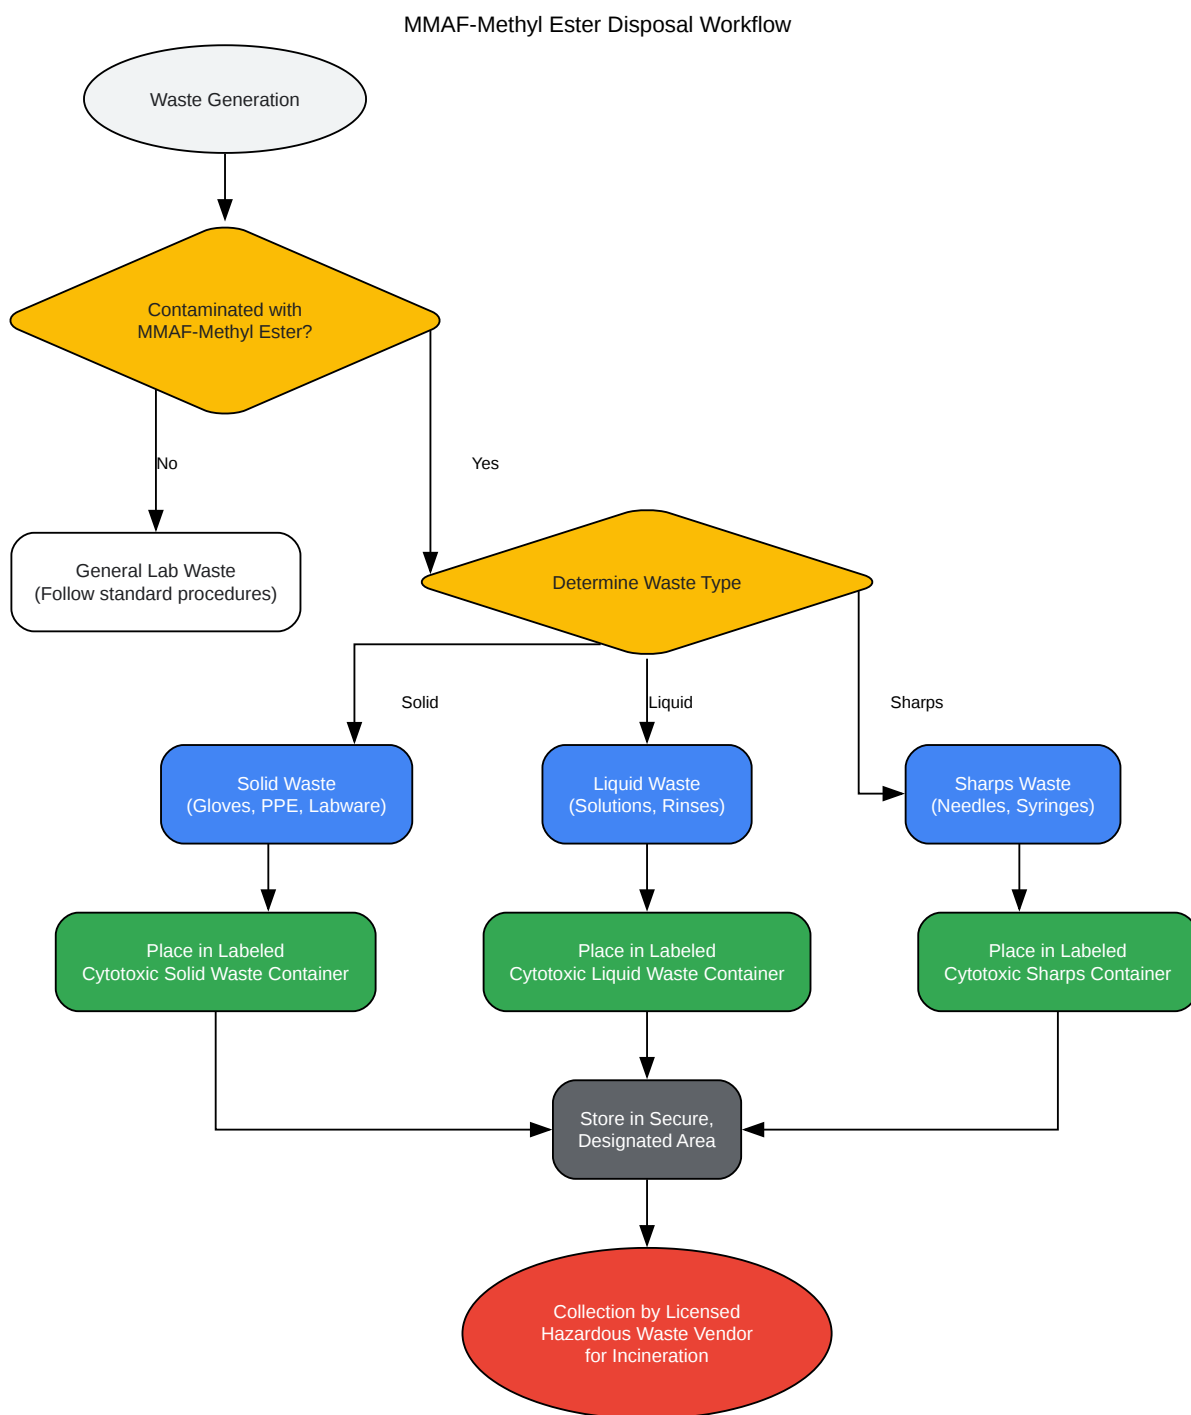 MMAF-Methyl Ester Disposal Workflow
Waste Generation
Contaminated with
MMAF-Methyl Ester?
No
Yes
General Lab Waste
(Follow standard procedures)
Determine Waste Type
Solid
Liquid
Sharps
Solid Waste
(Gloves, PPE, Labware)
Liquid Waste
(Solutions, Rinses)
Sharps Waste
(Needles, Syringes)
Place in Labeled
Cytotoxic Solid Waste Container
Place in Labeled
Cytotoxic Liquid Waste Container
Place in Labeled
Cytotoxic Sharps Container
Store in Secure,
Designated Area
Collection by Licensed
Hazardous Waste Vendor
for Incineration